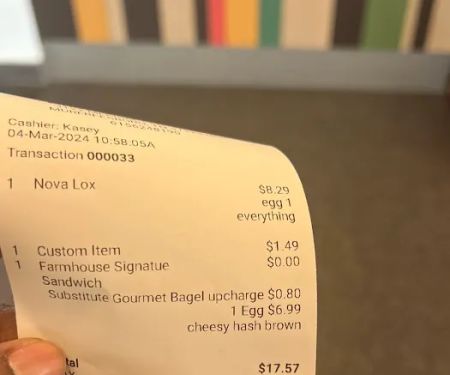 Cashier: Kasey
04-Mar-2024 10:58:05A
Transaction 000033
1 Nova Lox $8.29
egg 1
everything
1 Custom Item $1.49
1 Farmhouse Signatue $0.00
Sandwich
Substitute Gourmet Bagel upcharge $0.80
1 Egg $6.99
cheesy hash brown
tal $17.57